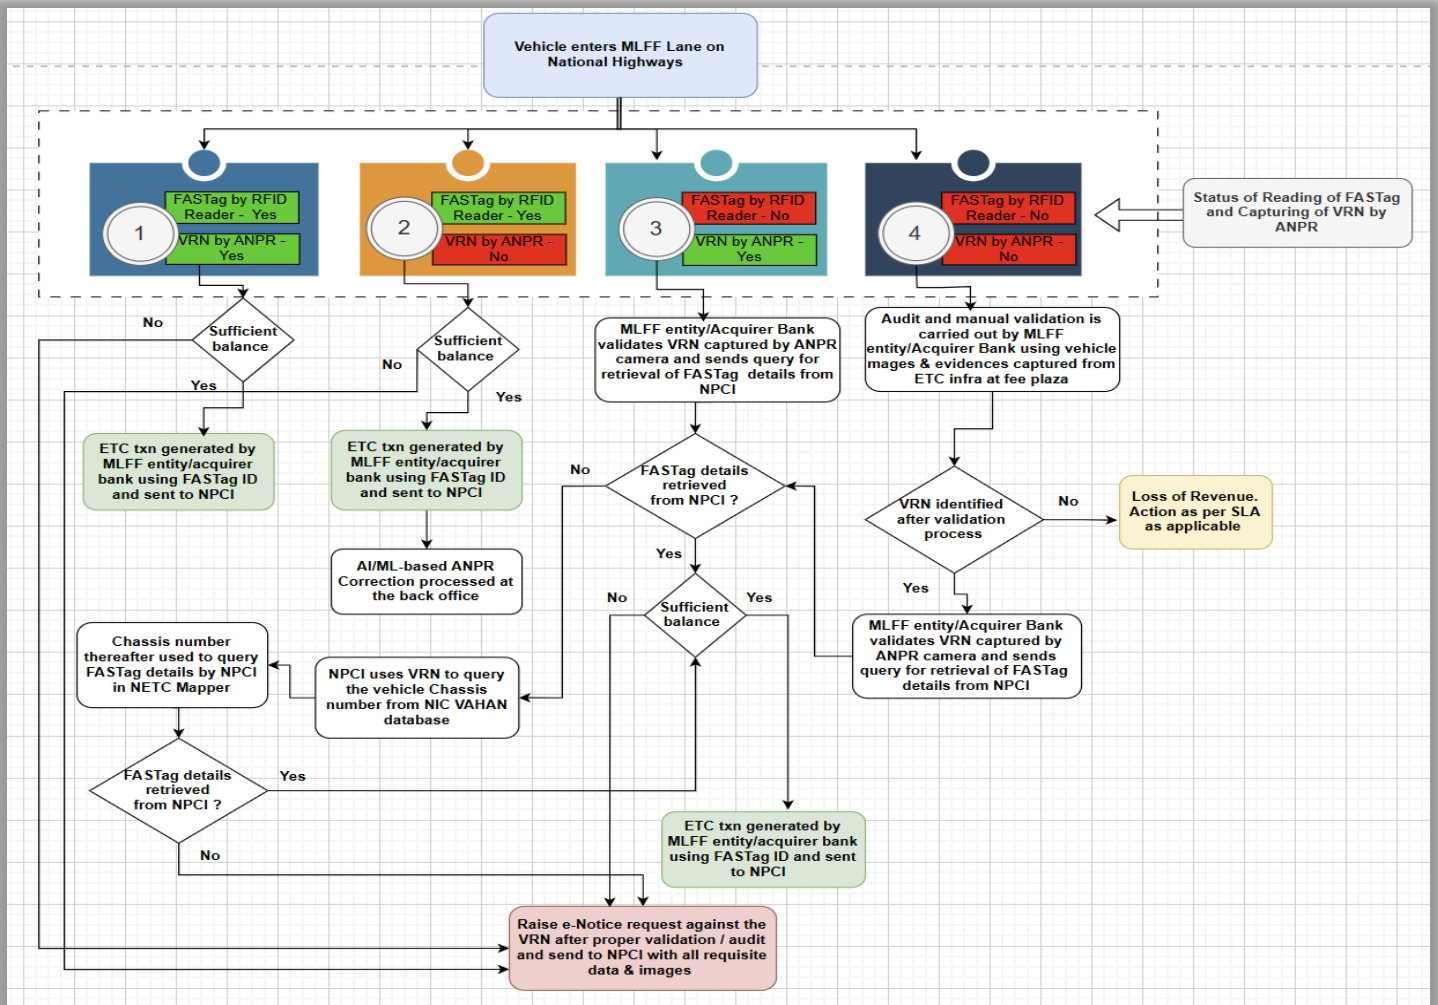 Vehicle enters MLFF Lane on
National Highways
FASTag by RFID
Reader - Yes
1
VRN by ANPR -
Yes
FASTag by RFID
Reader - Yes
2
VRN by ANPR -
No
FASTag by RFID
Reader - No
3
VRN by ANPR -
Yes
FASTag by RFID
Reader - No
4
VRN by ANPR -
No
Status of Reading of FASTag
and Capturing of VRN by
ANPR
No
Sufficient
balance
Yes
No
Sufficient
balance
Yes
MLFF entity/Acquirer Bank
validates VRN captured by ANPR
camera and sends query for
retrieval of FASTag details from
NPCI
Audit and manual validation is
carried out by MLFF
entity/Acquirer Bank using vehicle
mages & evidences captured from
ETC infra at fee plaza
ETC txn generated by
MLFF entity/acquirer
bank using FASTag ID
and sent to NPCI
ETC txn generated by
MLFF entity/acquirer
bank using FASTag ID
and sent to NPCI
No
FASTag details
retrieved
from NPCI ?
Yes
VRN identified
after validation
process
No
Yes
Loss of Revenue.
Action as per SLA
as applicable
AI/ML-based ANPR
Correction processed at
the back office
No
Sufficient
balance
Yes
MLFF entity/Acquirer Bank
validates VRN captured by
ANPR camera and sends
query for retrieval of FASTag
details from NPCI
Chassis number
thereafter used to query
FASTag details by NPCI
in NETC Mapper
NPCI uses VRN to query
the vehicle Chassis
number from NIC VAHAN
database
FASTag details
retrieved
from NPCI ?
Yes
No
ETC txn generated by
MLFF entity/acquirer bank
using FASTag ID and sent
to NPCI
Raise e-Notice request against the
VRN after proper validation / audit
and send to NPCI with all requisite
data & images